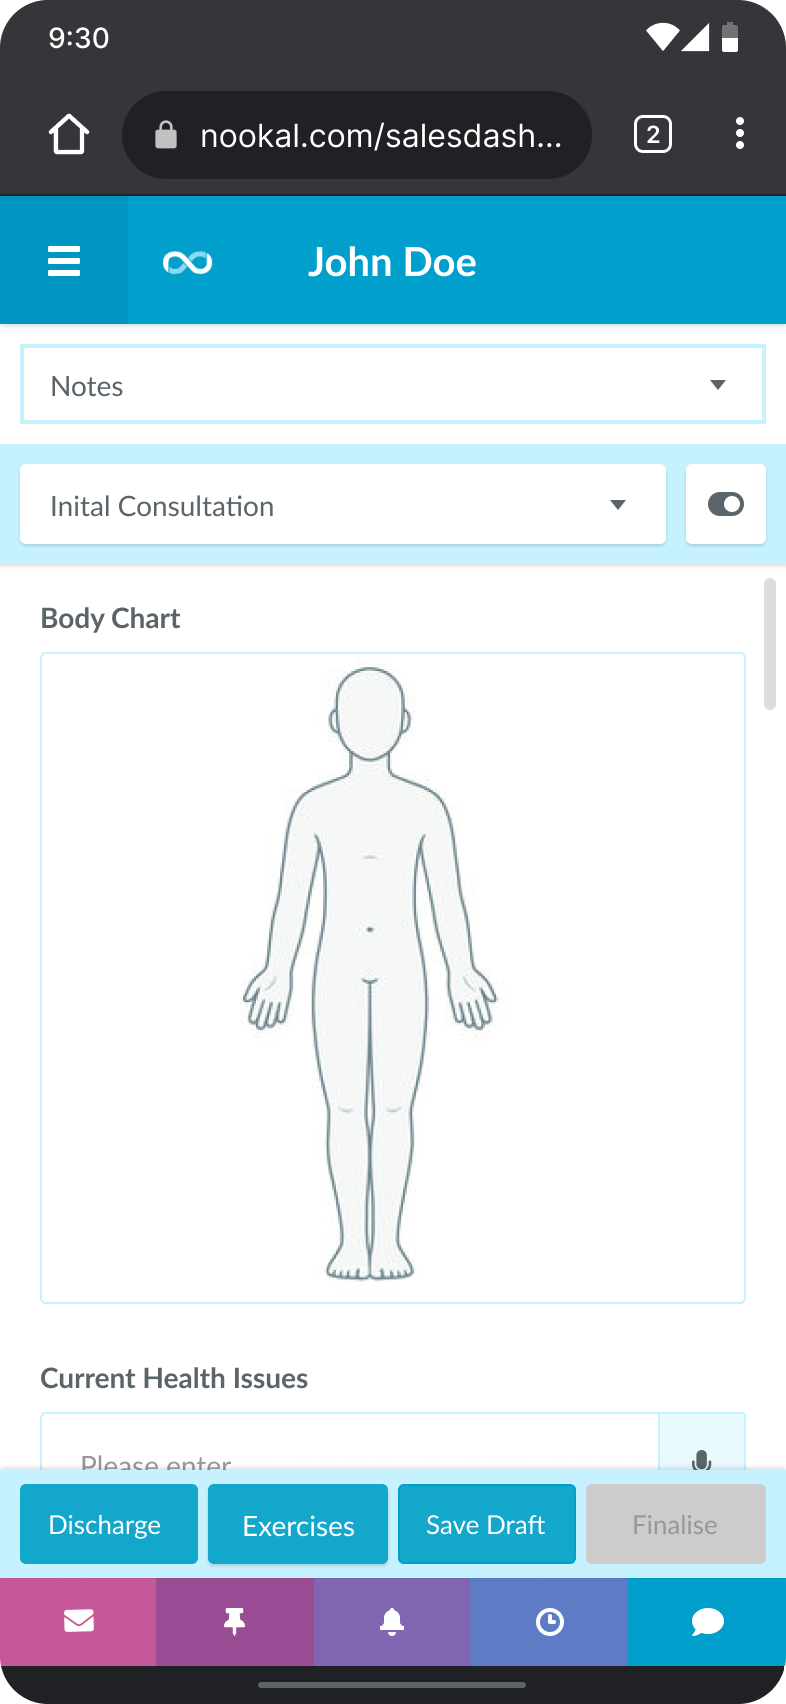 9:30
nookal.com/salesdash...
2
John Doe
Notes
Inital Consultation
Body Chart
Current Health Issues
Please enter
Discharge
Exercises
Save Draft
Finalise